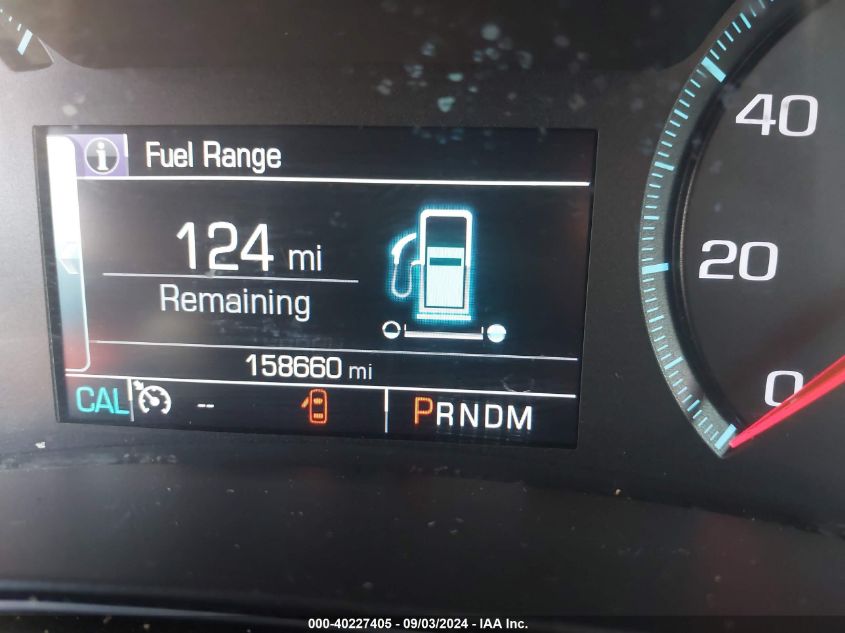 Fuel Range
124 mi
Remaining
158660 mi
CAL -- PRNDM
40
20
0
000-40227405 - 09/03/2024 - IAA Inc.